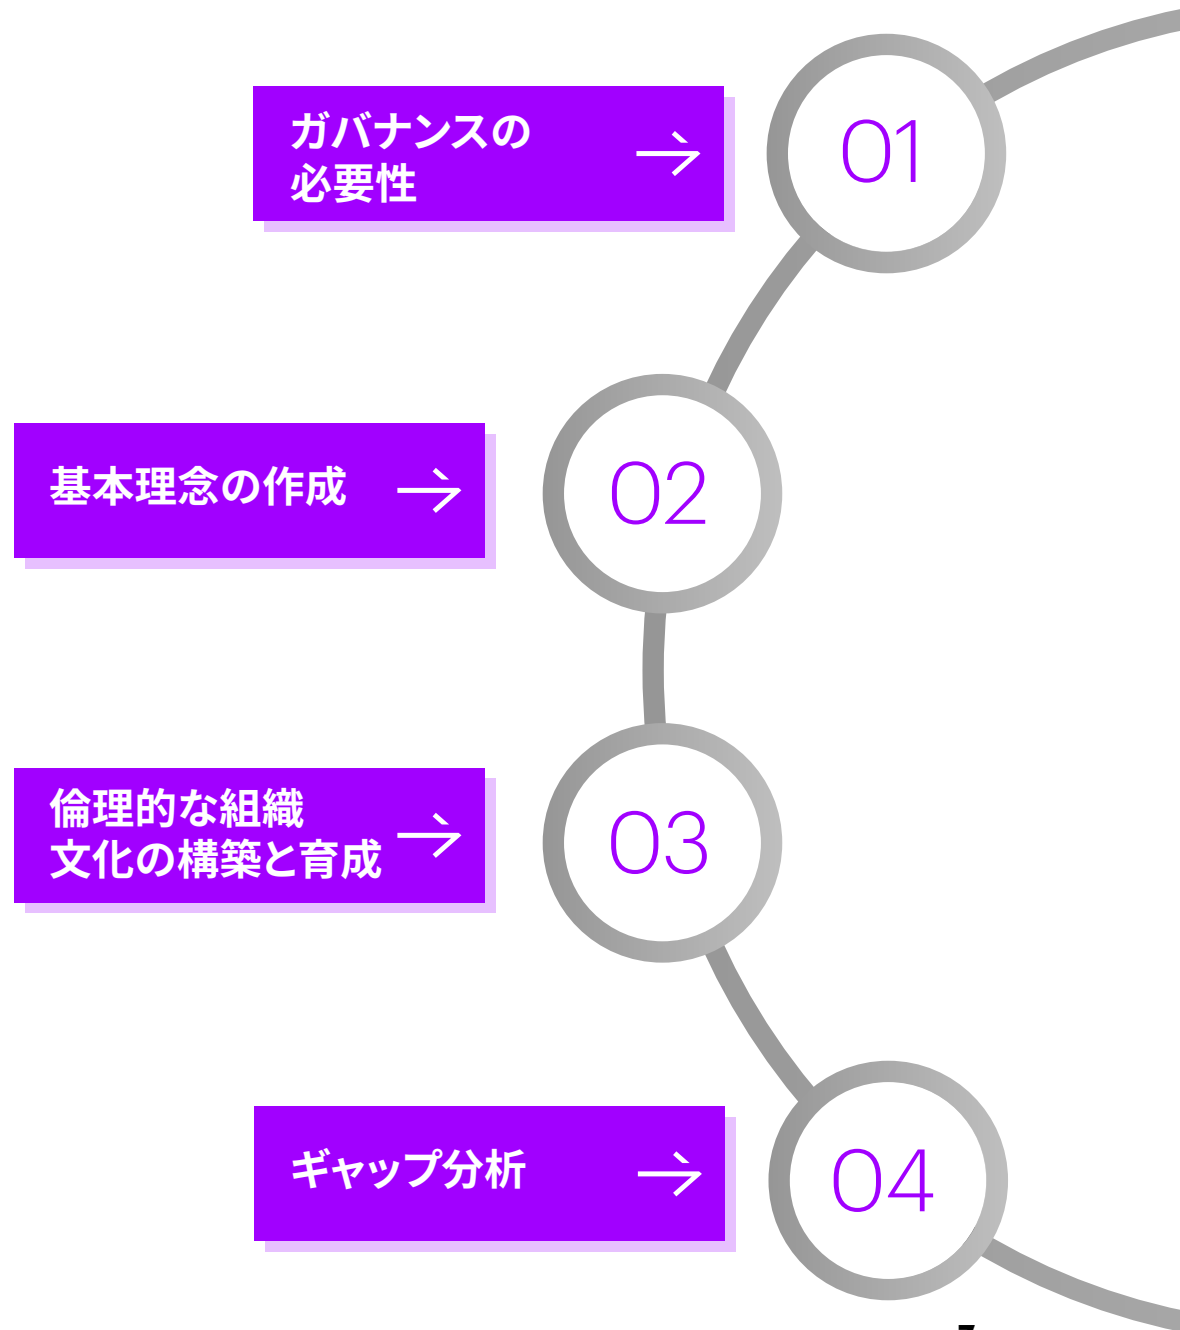 ガバナンスの
必要性
01
基本理念の作成
02
倫理的な組織
文化の構築と育成
03
ギャップ分析
04